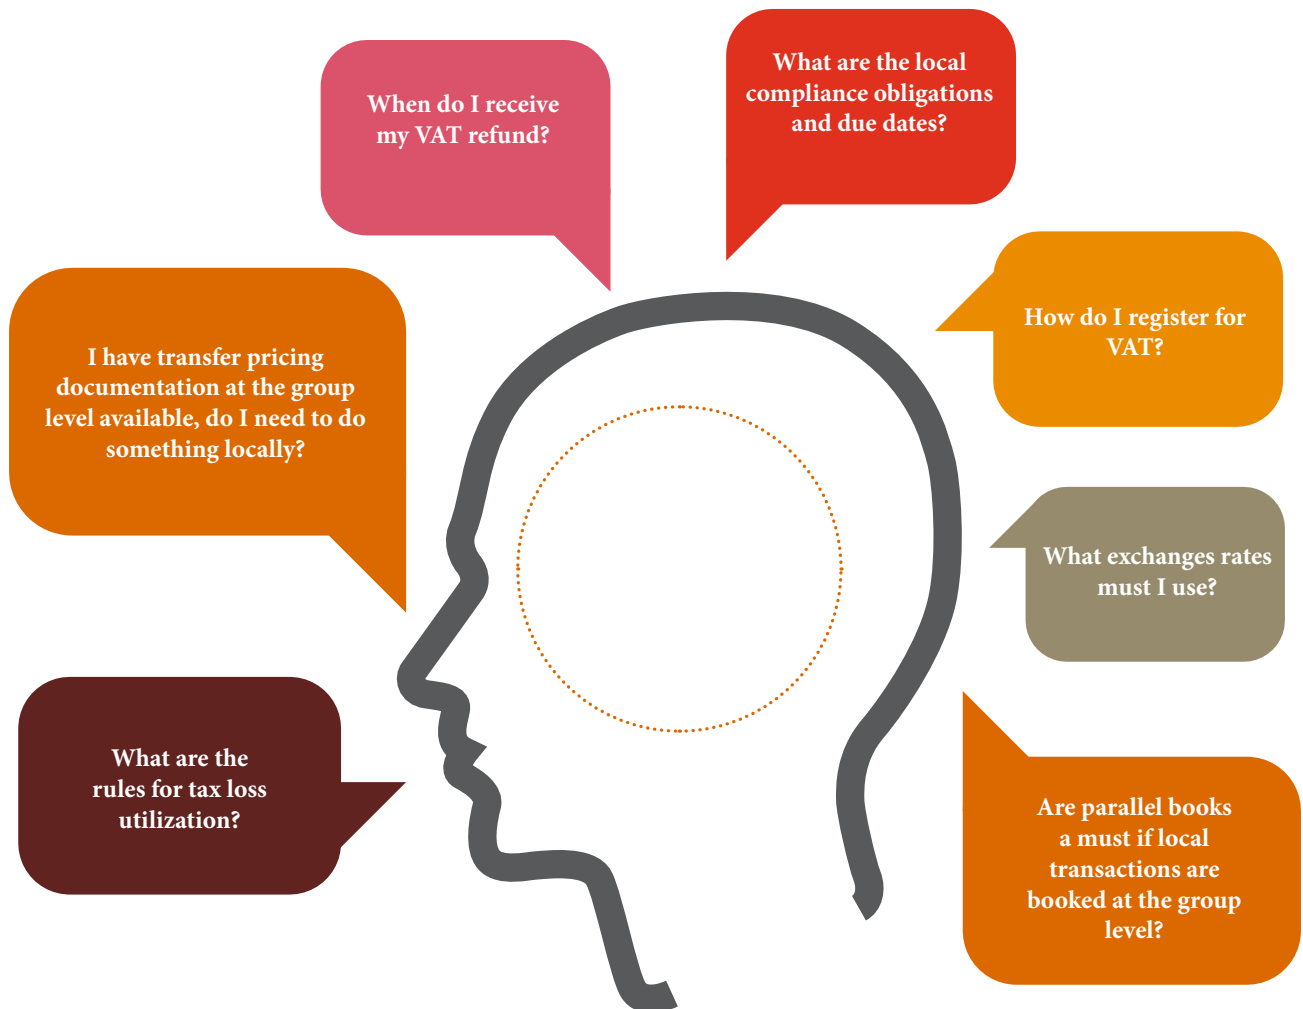 When do I receive
my VAT refund?
What are the local
compliance obligations
and due dates?
How do I register for
VAT?
I have transfer pricing
documentation at the group
level available, do I need to do
something locally?
What exchanges rates
must I use?
What are the
rules for tax loss
utilization?
Are parallel books
a must if local
transactions are
booked at the group
level?